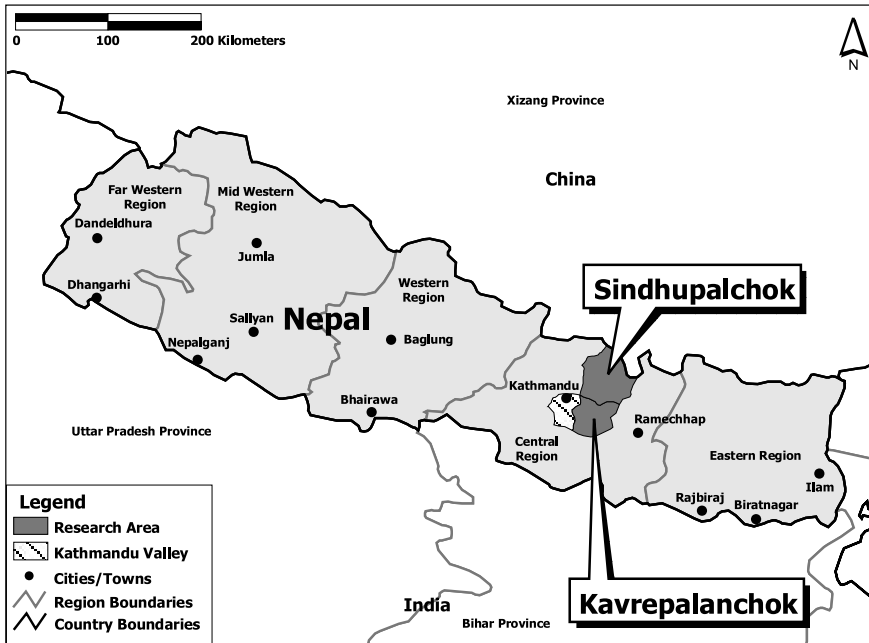 0 100 200 Kilometers
N
Xizang Province
China
Far Western
Region
Mid Western
Region
Dandeldhura
Jumla
Western
Region
Sindhupalchok
Dhangarhi
Sallyan
Nepal
Nepalganj
Baglung
Kathmandu
Bhairawa
Ramechhap
Uttar Pradesh Province
Central
Region
Eastern Region
Ilam
Rajbiraj
Biratnagar
Legend
Research Area
Kathmandu Valley
Cities/Towns
Region Boundaries
Country Boundaries
India
Kavrepalanchok
Bihar Province